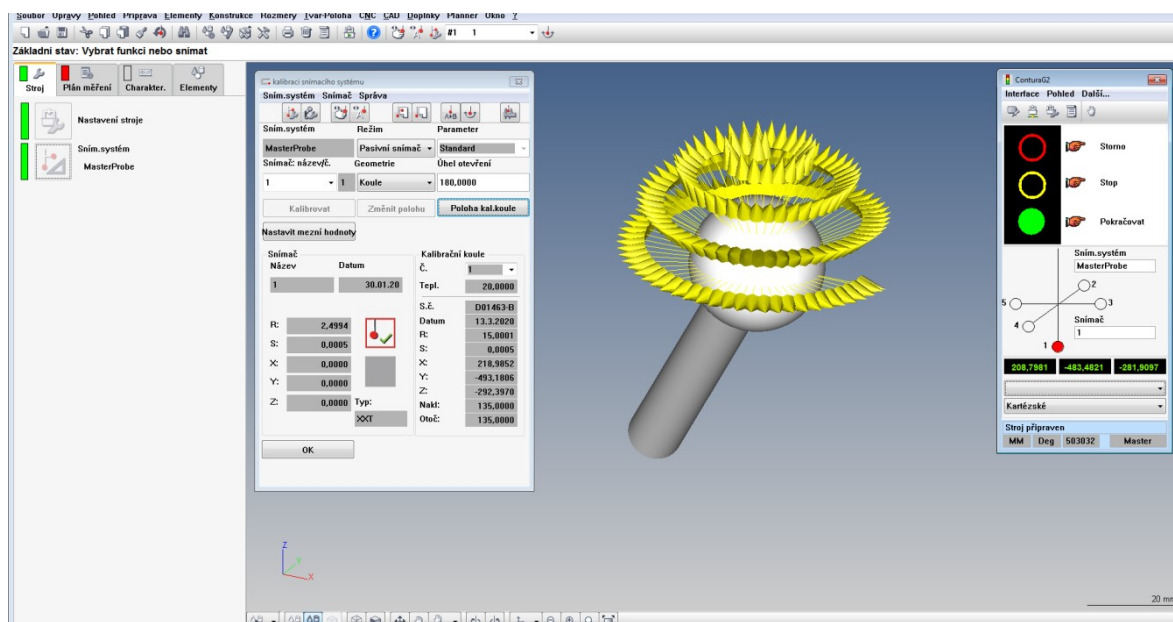 Soubor Upravy Pohled Příprava Elementy Konstrukce Rozměry Tvar-Poloha CNC CAD Doplňky Planner Okno ?
#1 1
Základní stav: Vybrat funkci nebo snímat
Stroj Plán měření Charakter. Elementy
Nastavení stroje
Sním.systém
MasterProbe
kalibraci snímacího systému
Sním.systém Snímač Správa
Sním.systém Režim Parameter
MasterProbe Pasivní snímač Standard
Snímač: název/č. Geometrie Úhel otevření
1 1 Koule 180,0000
Kalibrovat Změnit polohu Poloha kal.koule
Nastavit mezní hodnoty
Snímač
Název Datum
1 30.01.20
R: 2,4994
S: 0,0005
X: 0,0000
Y: 0,0000
Z: 0,0000 Typ:
XXT
Kalibrační koule
Č. 1
Tepl. 20,0000
S.č. D01463-B
Datum 13.3.2020
R: 15,0001
S: 0,0005
X: 218,9852
Y: -493,1806
Z: -292,3970
Nakl: 135,0000
Otoč: 135,0000
OK
Z
Y
X
20 mm
ConturaG2
Interface Pohled Další...
Storno
Stop
Pokračovat
Sním.systém
MasterProbe
2
5 3
4
Snímač
1
1
208,7981 -483,4821 -281,9097
Kartézské
Stroj připraven
MM Deg 503032 Master